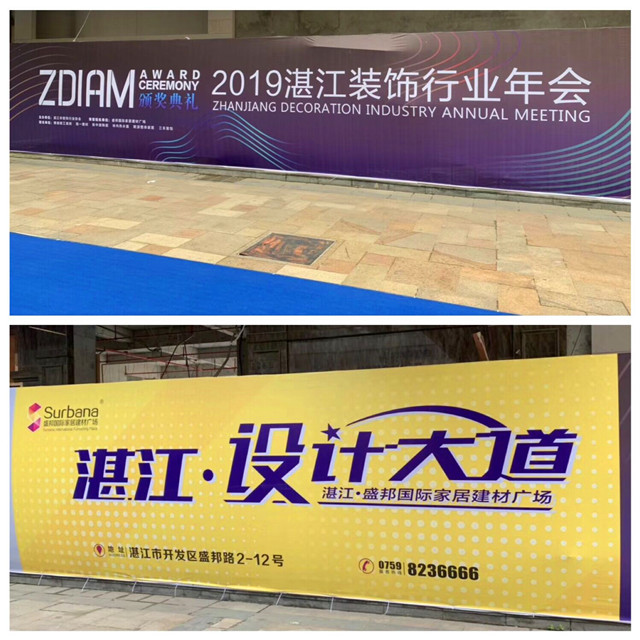 ZDIAM
AWARD
CEREMONY
颁奖典礼
2019湛江装饰行业年会
ZHANJIANG DECORATION INDUSTRY ANNUAL MEETING
Surbana
盛邦国际家居建材广场
湛江·设计大道
湛江·盛邦国际家居建材广场
地址:湛江市开发区盛邦路2-12号
0759
8236666